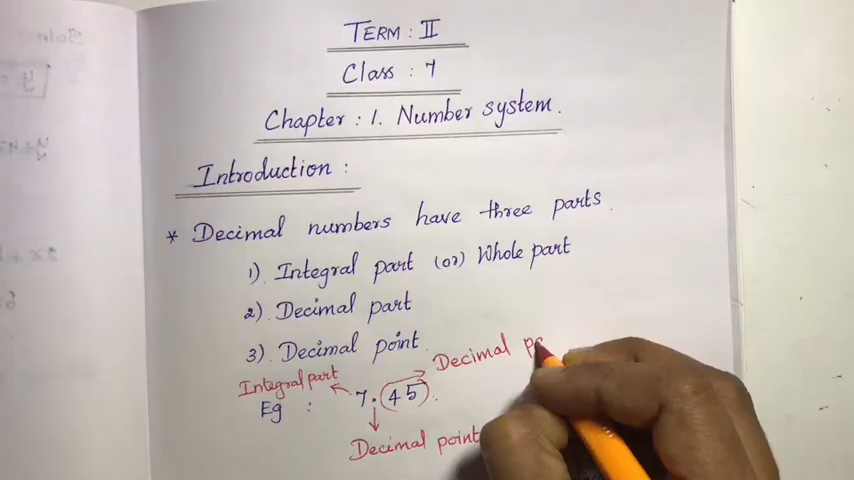 TERM : II
Class : 7
Chapter : 1. Number system.
Introduction :
* Decimal numbers have three parts
1) Integral part (or) Whole part
2) Decimal part
3) Decimal point
Decimal
Integral part
Eg : 7.45
Decimal point